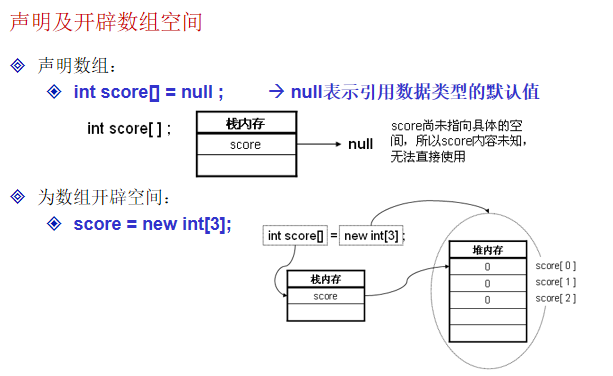 声明及开辟数组空间
声明数组：
int score[] = null ; → null表示引用数据类型的默认值
int score[ ] ;
栈内存
score
null
score尚未指向具体的空
间，所以score内容未知，
无法直接使用
为数组开辟空间：
score = new int[3];
int score[] = new int[3];
栈内存
score
堆内存
0 score[ 0 ]
0 score[ 1 ]
0 score[ 2 ]